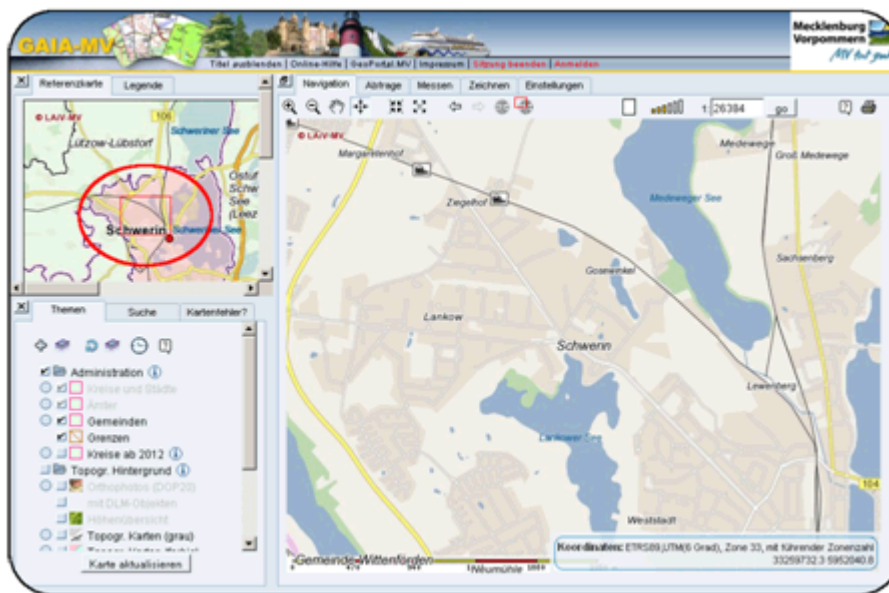 GAIA-MV
Mecklenburg
Vorpommern
MV tut gut.
Titel ausblenden | Online-Hilfe | GeoPortal.MV | Impressum | Sitzung beenden | Anmelden
Referenzkarte Legende
© LAiV-MV
106
Schweriner See
Lützow-Lübstorf
Schwerin
Schweriner See
Themen Suche Kartenfehler?
Administration
Kreise und Städte
Ämter
Gemeinden
Grenzen
Kreise ab 2012
Topogr. Hintergrund
Orthophotos (DOP20)
mit DLM-Objekten
Höhenübersicht
Topogr. Karten (grau)
Karte aktualisieren
Navigation Abfrage Messen Zeichnen Einstellungen
1: 26384 go
© LAiV-MV
Margaretenhof
Medewege
Groß Medewege
Ziegelhof
Medeweger See
Sachsenberg
Gosewinkel
Lankow
Schwerin
Lewenberg
Lankower See
104
Weststadt
Gemeinde Wittenförden
Neumühle
Koordinaten: ETRS89,UTM(6 Grad), Zone 33, mit führender Zonenzahl
33259732.3 5952040.8